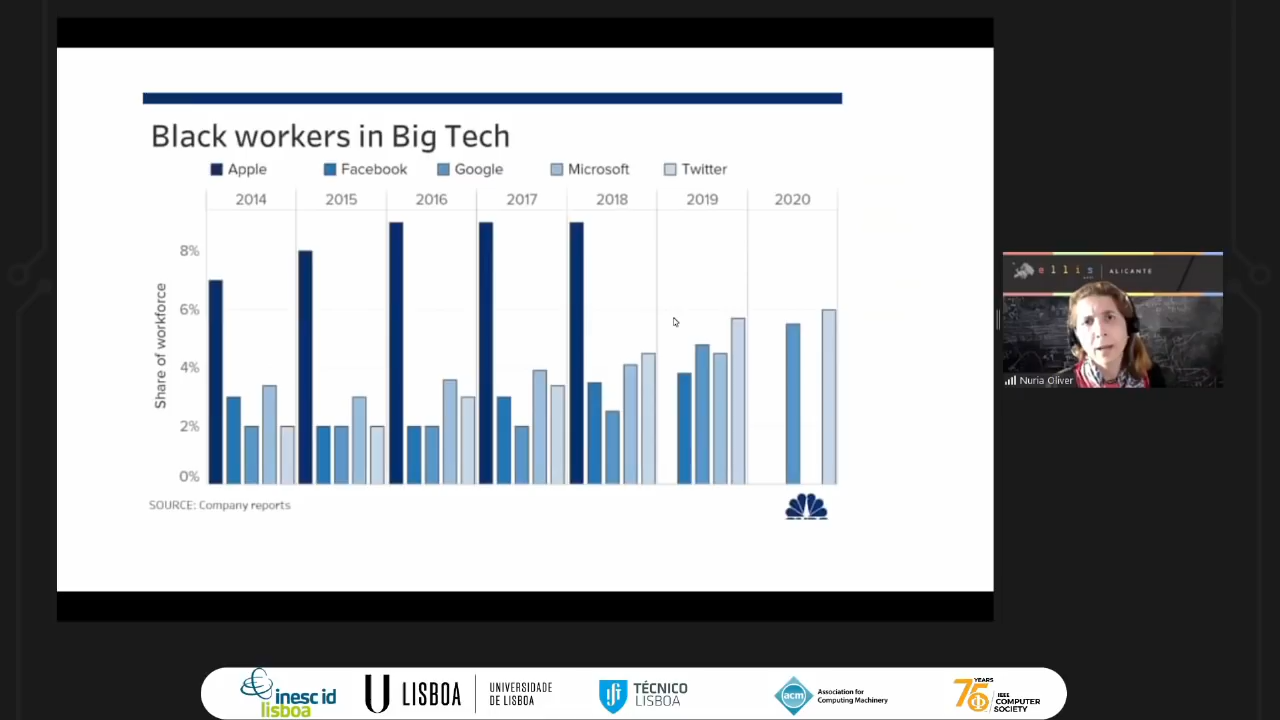 Black workers in Big Tech
Apple Facebook Google Microsoft Twitter
2014 2015 2016 2017 2018 2019 2020
8%
6%
4%
2%
0%
Share of workforce
SOURCE: Company reports
ellis
ALICANTE
Nuria Oliver
inesc id
lisboa
LISBOA
UNIVERSIDADE
DE LISBOA
TÉCNICO
LISBOA
acm
Association for
Computing Machinery
75
YEARS
IEEE
COMPUTER
SOCIETY